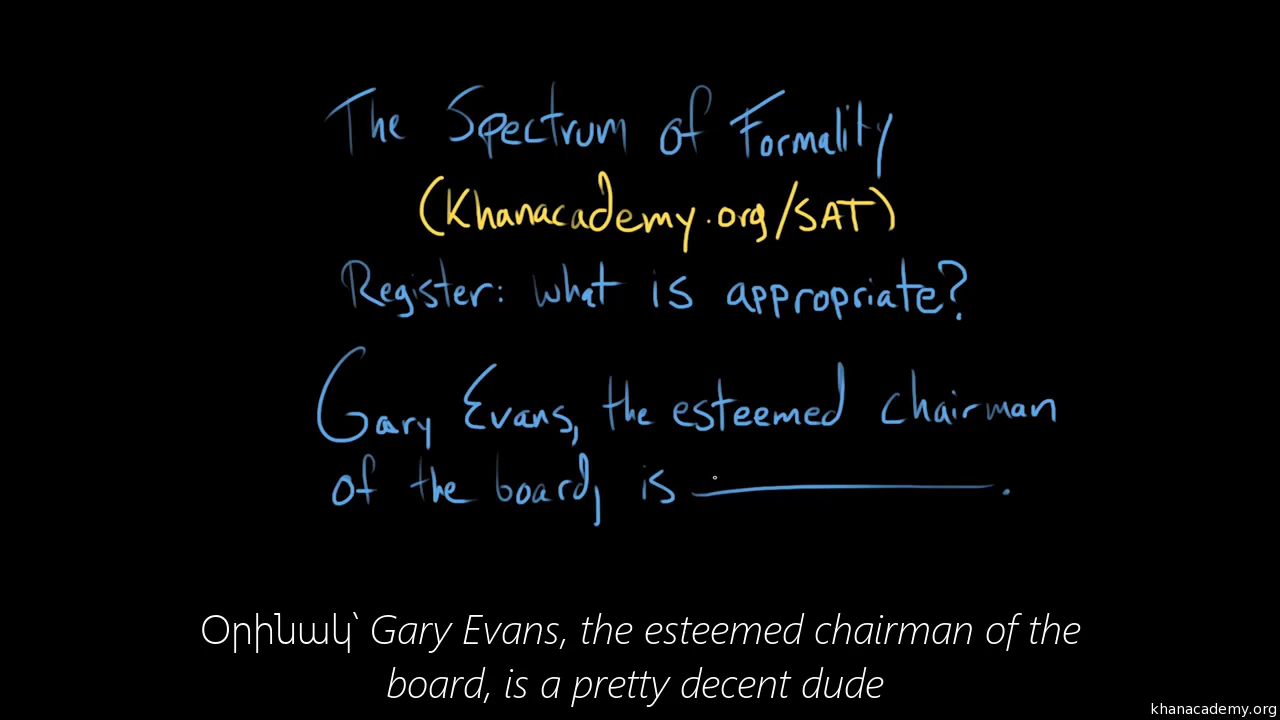 The Spectrum of Formality
(Khanacademy.org/SAT)
Register: what is appropriate?
Gary Evans, the esteemed chairman
of the board, is __________.
Օրինակ՝ Gary Evans, the esteemed chairman of the
board, is a pretty decent dude
khanacademy.org